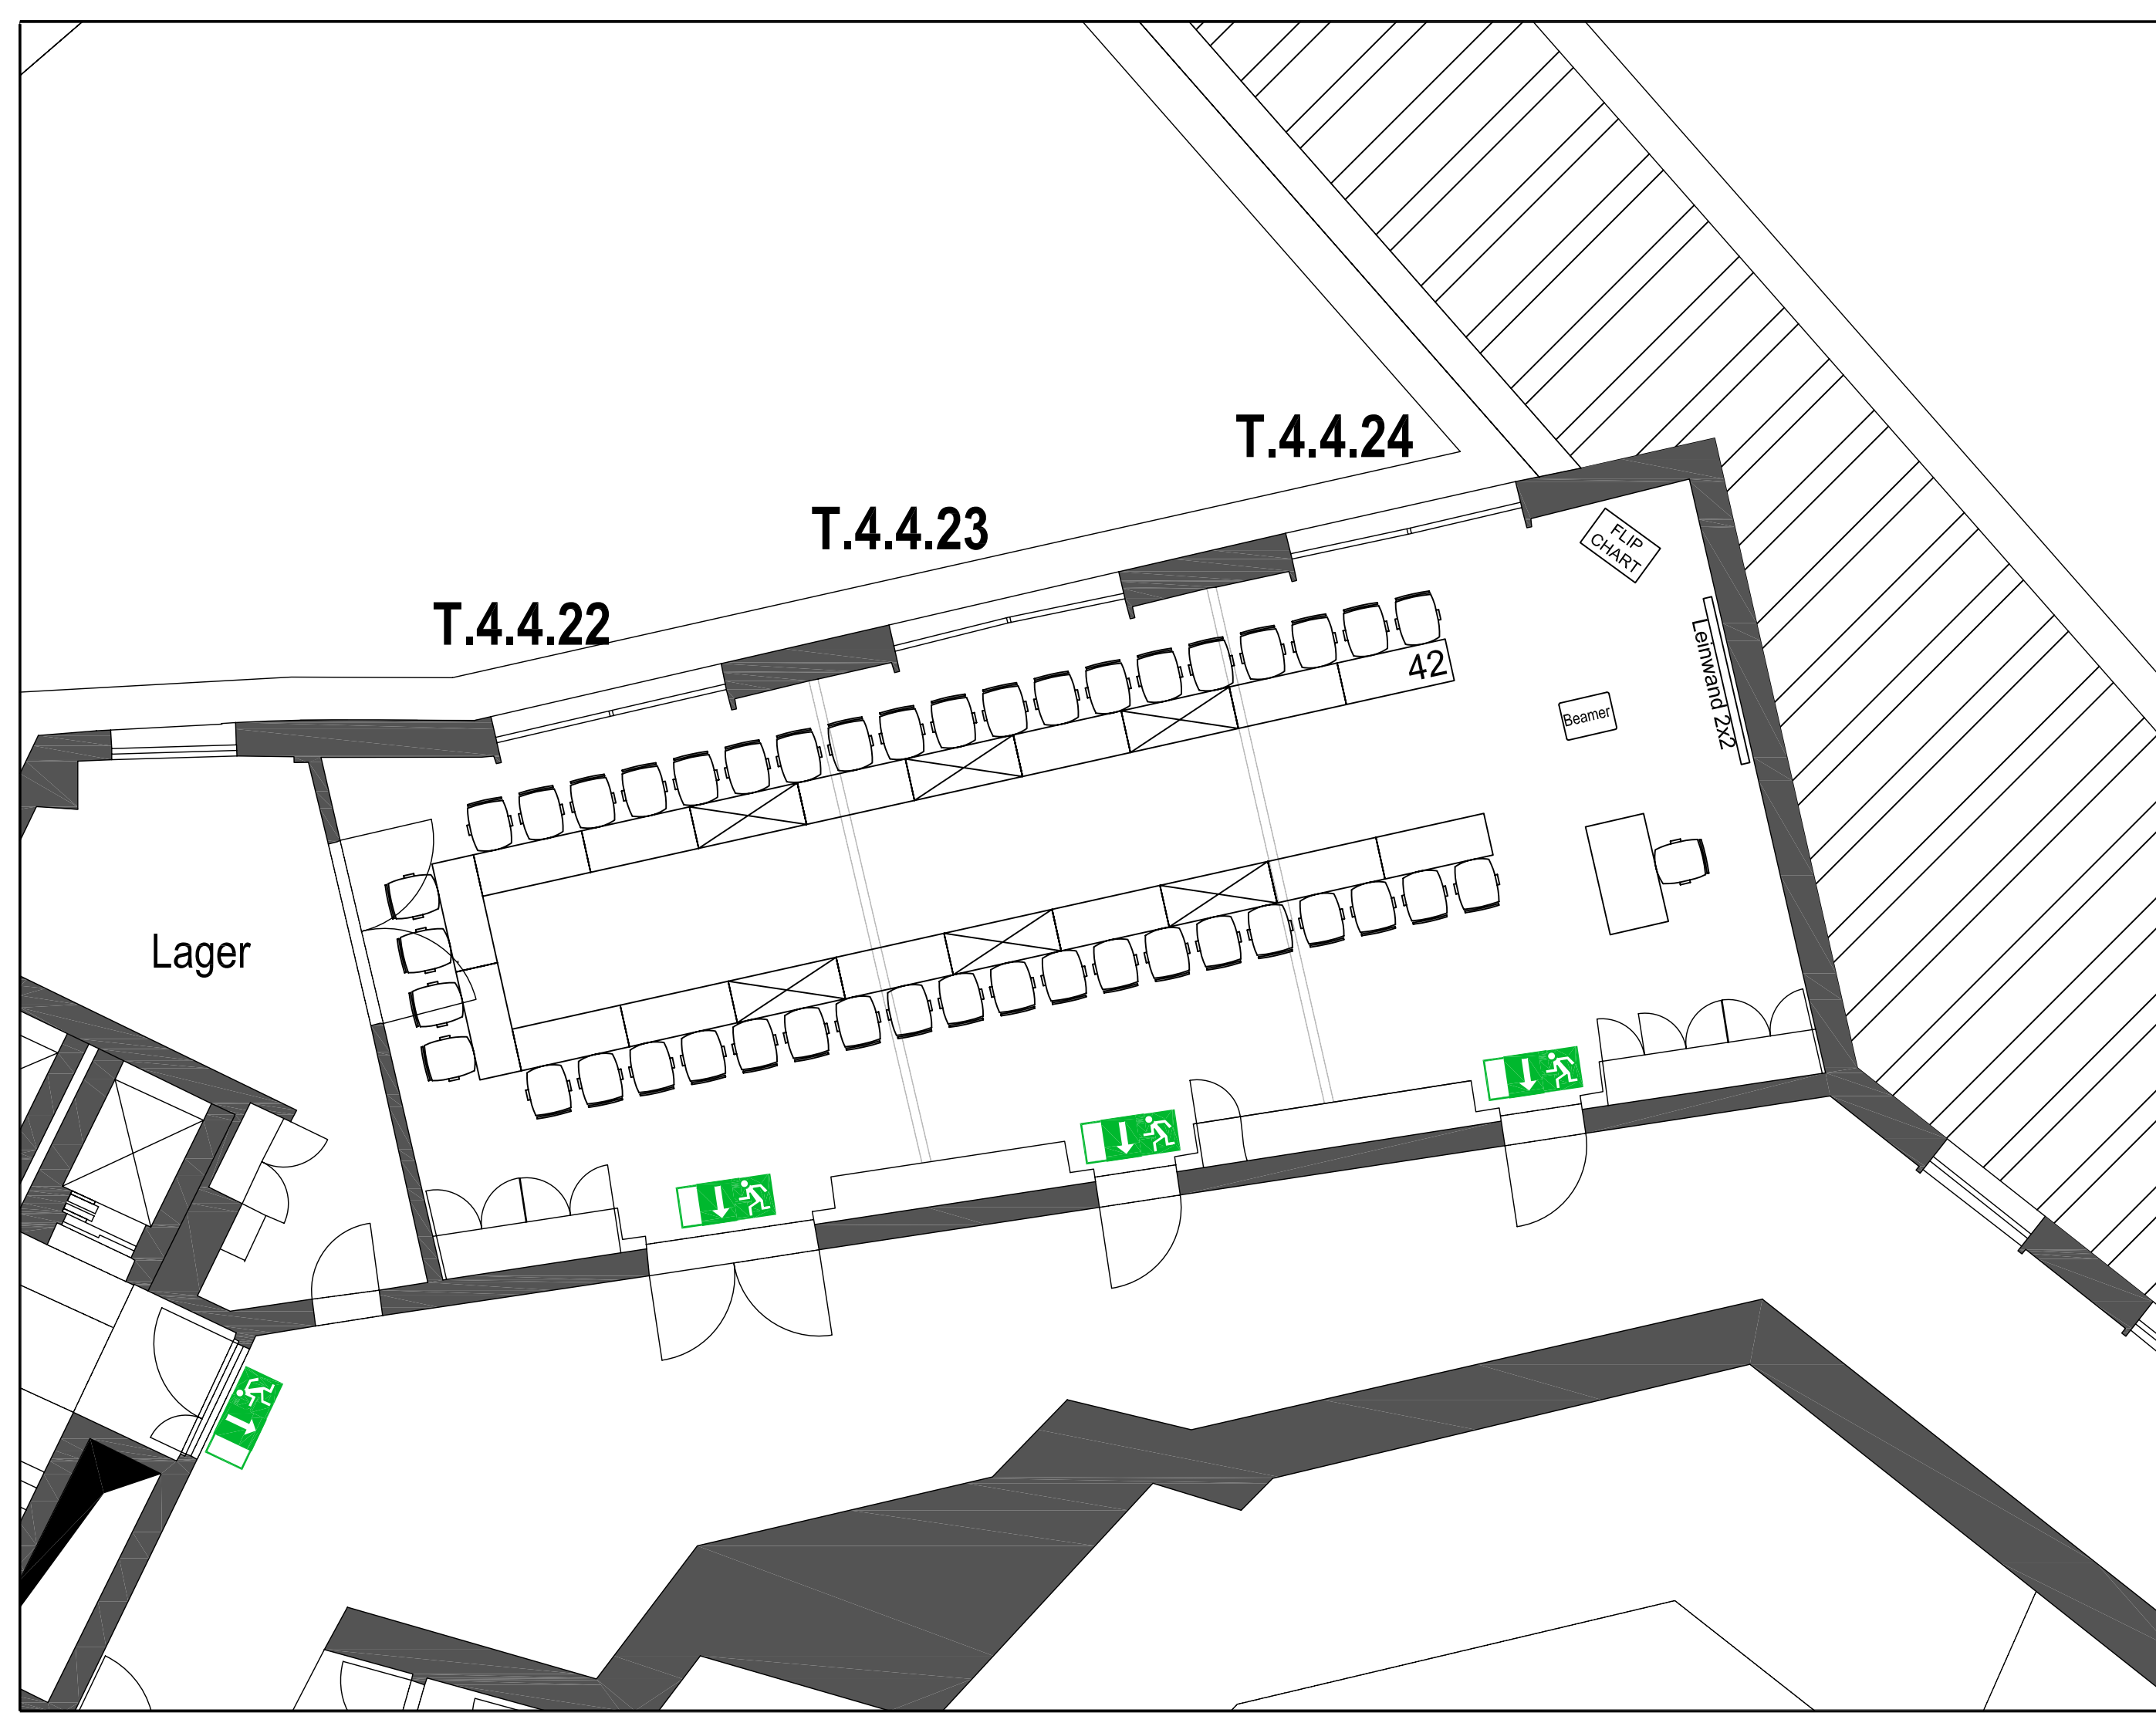 T.4.4.24
T.4.4.23
T.4.4.22
FLIP
CHART
42
Leinwand 2x2
Beamer
Lager